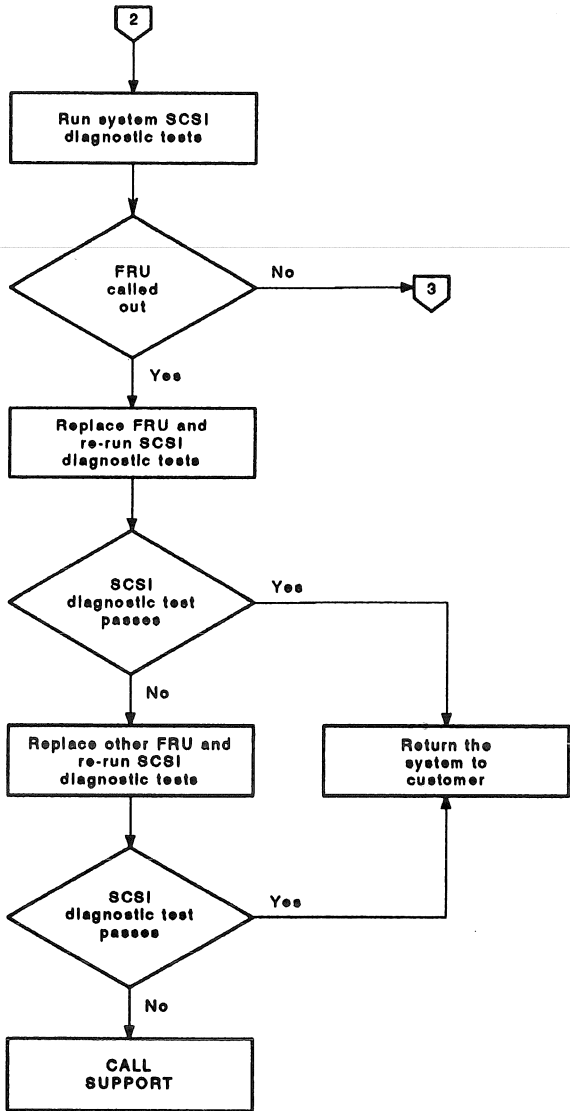 2
Run system SCSI
diagnostic tests
FRU
called
out
No
3
Yes
Replace FRU and
re-run SCSI
diagnostic tests
SCSI
diagnostic test
passes
Yes
No
Replace other FRU and
re-run SCSI
diagnostic tests
Return the
system to
customer
SCSI
diagnostic test
passes
Yes
No
CALL
SUPPORT